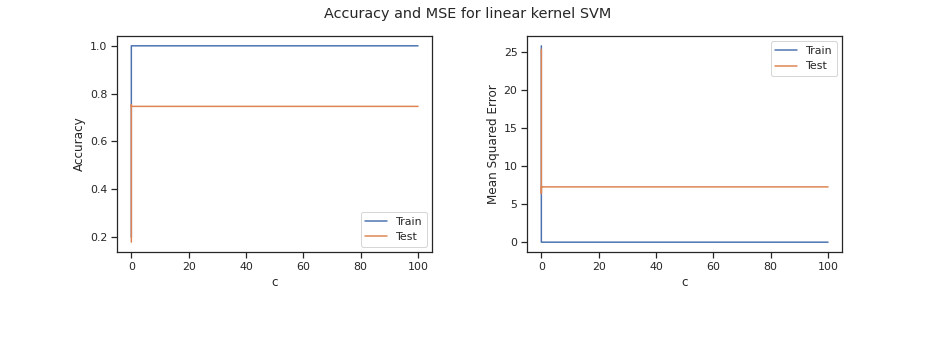 Accuracy and MSE for linear kernel SVM
Accuracy
1.0
0.8
0.6
0.4
0.2
0 20 40 60 80 100
c
Train
Test
Mean Squared Error
25
20
15
10
5
0
0 20 40 60 80 100
c
Train
Test